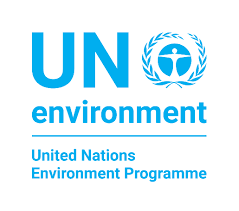 UN
environment
United Nations
Environment Programme